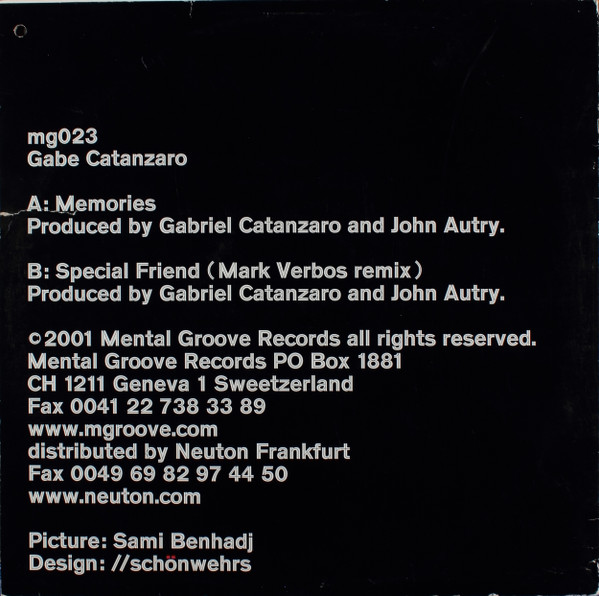 mg023
Gabe Catanzaro
A: Memories
Produced by Gabriel Catanzaro and John Autry.
B: Special Friend (Mark Verbos remix)
Produced by Gabriel Catanzaro and John Autry.
©2001 Mental Groove Records all rights reserved.
Mental Groove Records PO Box 1881
CH 1211 Geneva 1 Sweetzerland
Fax 0041 22 738 33 89
www.mgroove.com
distributed by Neuton Frankfurt
Fax 0049 69 82 97 44 50
www.neuton.com
Picture: Sami Benhadj
Design: //schönwehrs